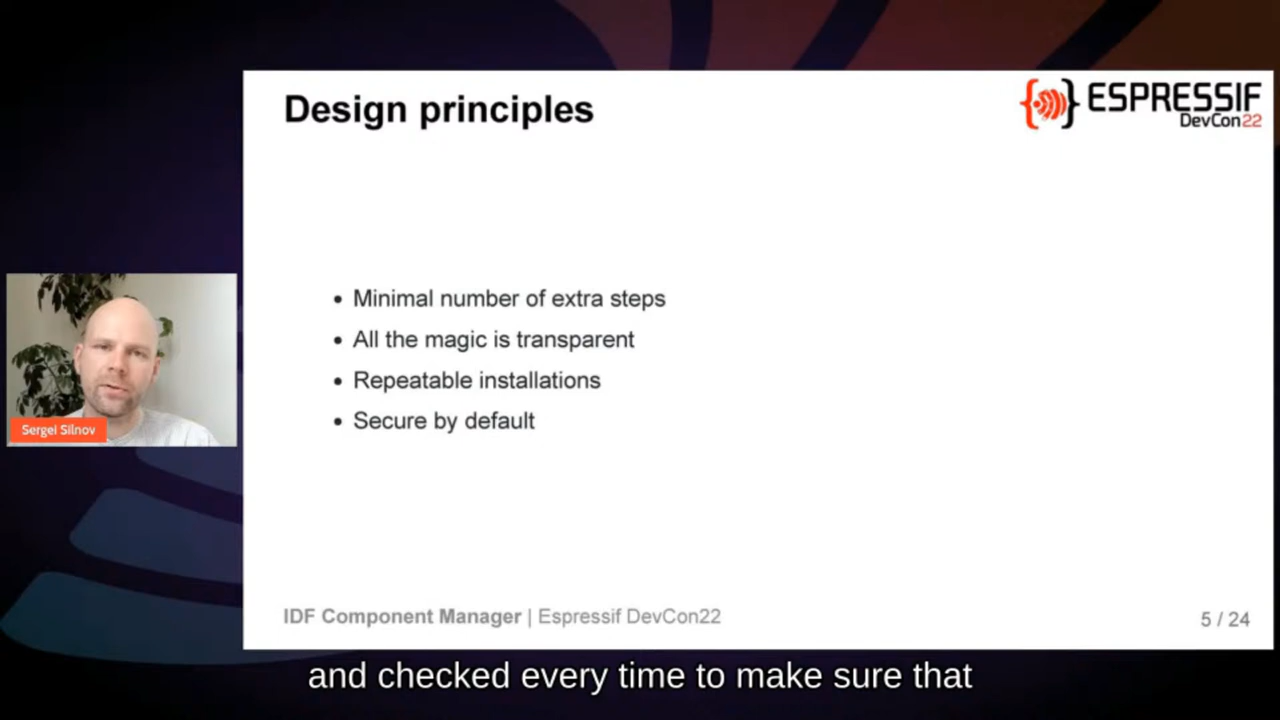 Design principles
ESPRESSIF
DevCon22
• Minimal number of extra steps
• All the magic is transparent
• Repeatable installations
• Secure by default
Sergei Silnov
IDF Component Manager | Espressif DevCon22
5 / 24
and checked every time to make sure that